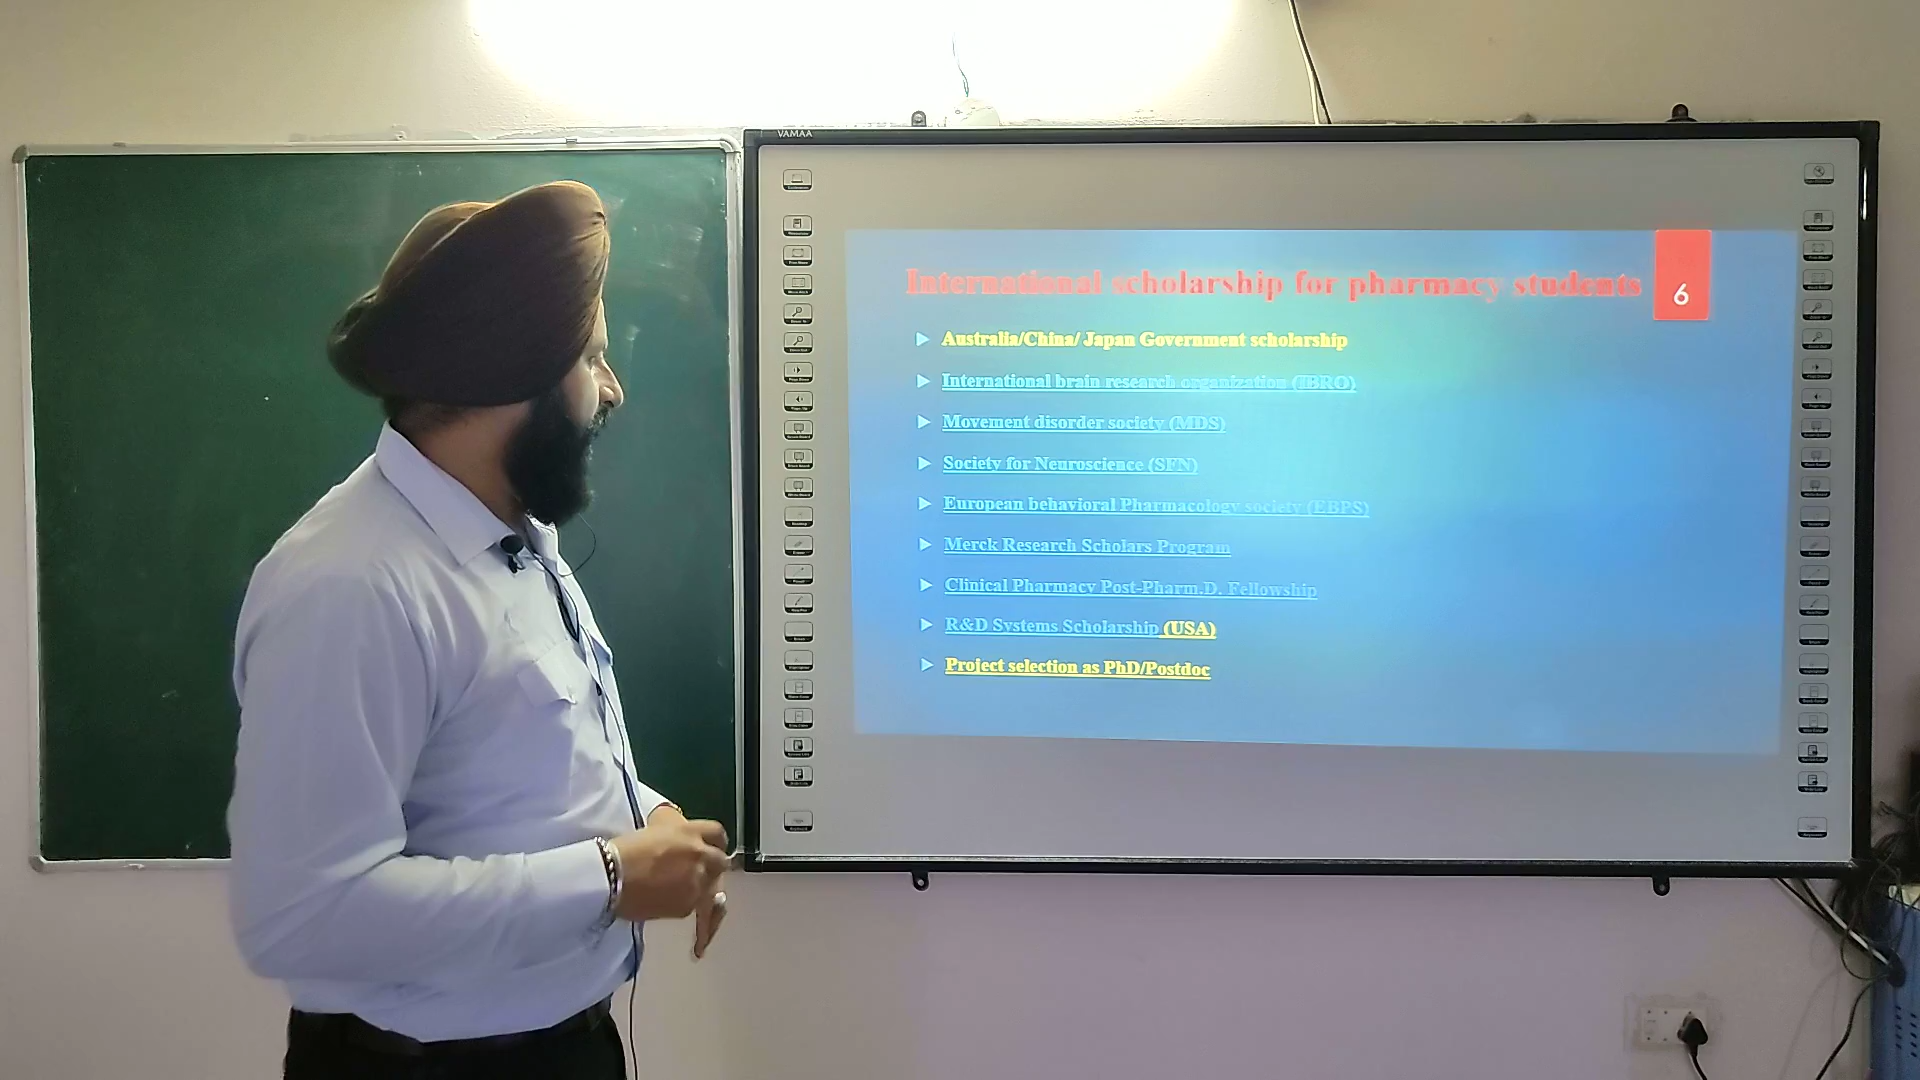 VAMAA
International scholarship for pharmacy students
6
Australia/China/ Japan Government scholarship
International brain research organization (IBRO)
Movement disorder society (MDS)
Society for Neuroscience (SFN)
European behavioral Pharmacology society (EBPS)
Merck Research Scholars Program
Clinical Pharmacy Post-Pharm.D. Fellowship
R&D Systems Scholarship (USA)
Project selection as PhD/Postdoc